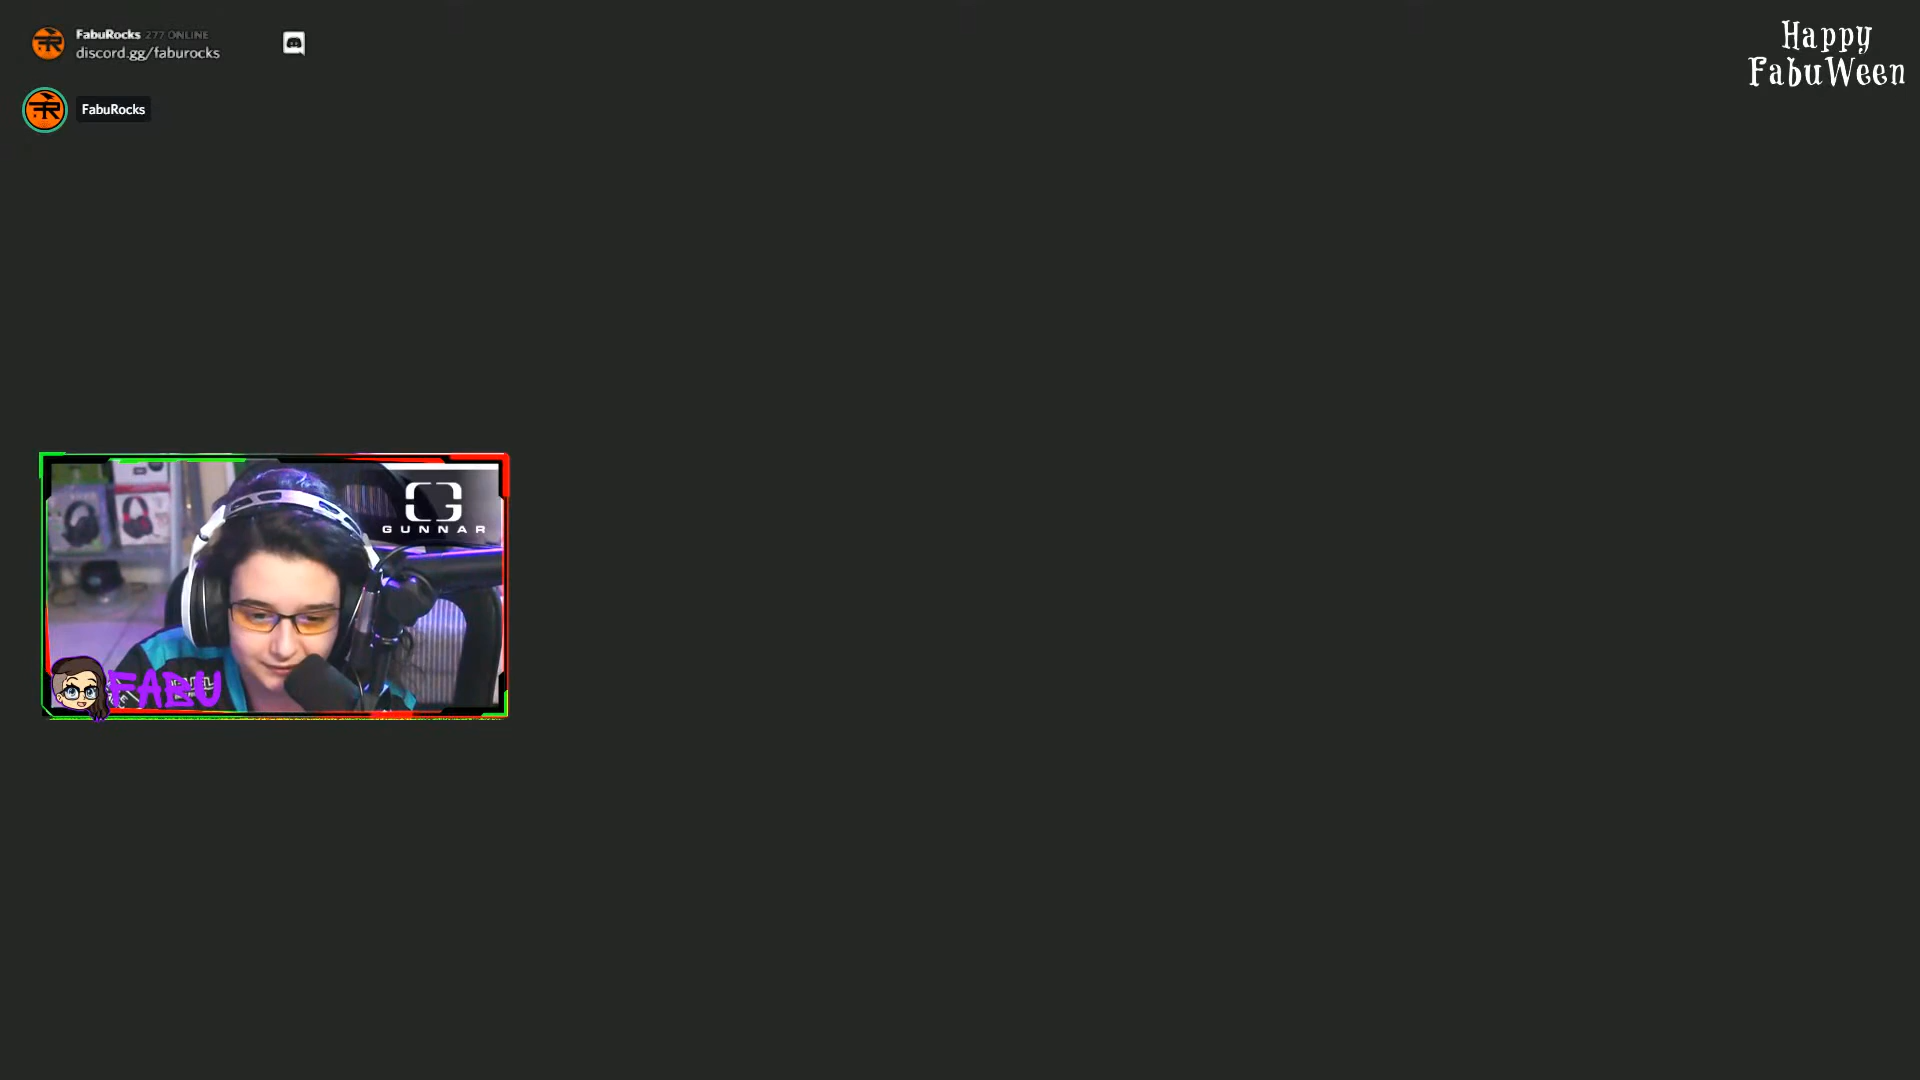 FabuRocks 277 ONLINE
discord.gg/faburocks
FabuRocks
Happy
FabuWeen
GUNNAR
FABU